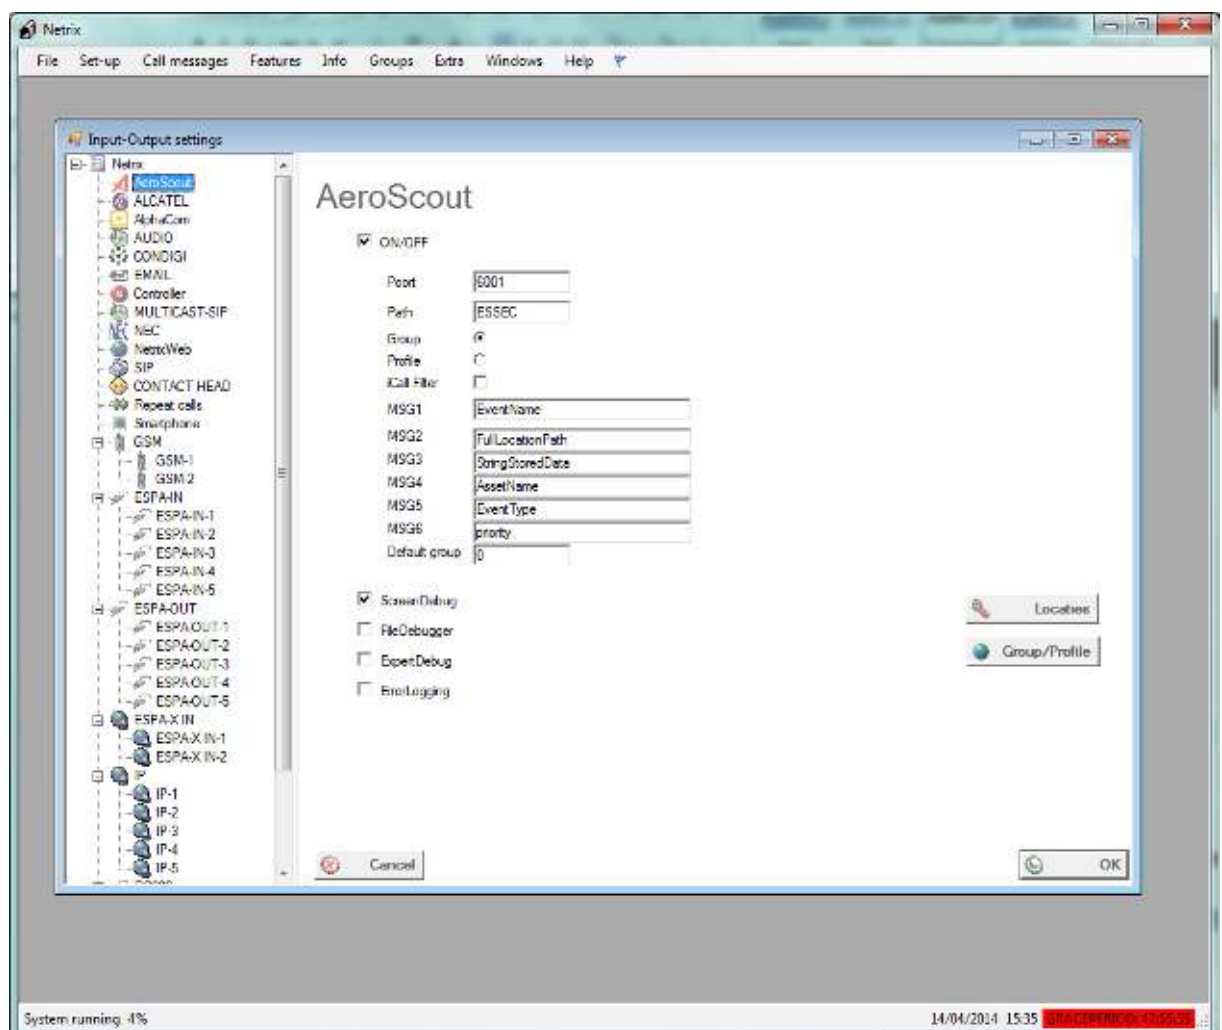 Netrix
File Set-up Call messages Features Info Groups Extra Windows Help
Input-Output settings
Netrix
AeroScout
ALCATEL
AlphaCom
AUDIO
CONDIGI
EMAIL
Controller
MULTICAST-SIP
NEC
NetrixWeb
SIP
CONTACT HEAD
Repeat calls
Smartphone
GSM
GSM-1
GSM-2
ESPA-IN
ESPA-IN-1
ESPA-IN-2
ESPA-IN-3
ESPA-IN-4
ESPA-IN-5
ESPA-OUT
ESPA-OUT-1
ESPA-OUT-2
ESPA-OUT-3
ESPA-OUT-4
ESPA-OUT-5
ESPA-X IN
ESPA-X IN-1
ESPA-X IN-2
IP
IP-1
IP-2
IP-3
IP-4
IP-5
AeroScout
ON/OFF
Poort 6001
Path ESSEC
Group
Profile
iCall Filter
MSG1 EventName
MSG2 FullLocationPath
MSG3 StringStoredData
MSG4 AssetName
MSG5 EventType
MSG6 priority
Default group 0
ScreenDebug
FileDebugger
ExpertDebug
ErrorLogging
Locaties
Group/Profile
Cancel
OK
System running 4%
14/04/2014 15:35 GRACEPERIOD: